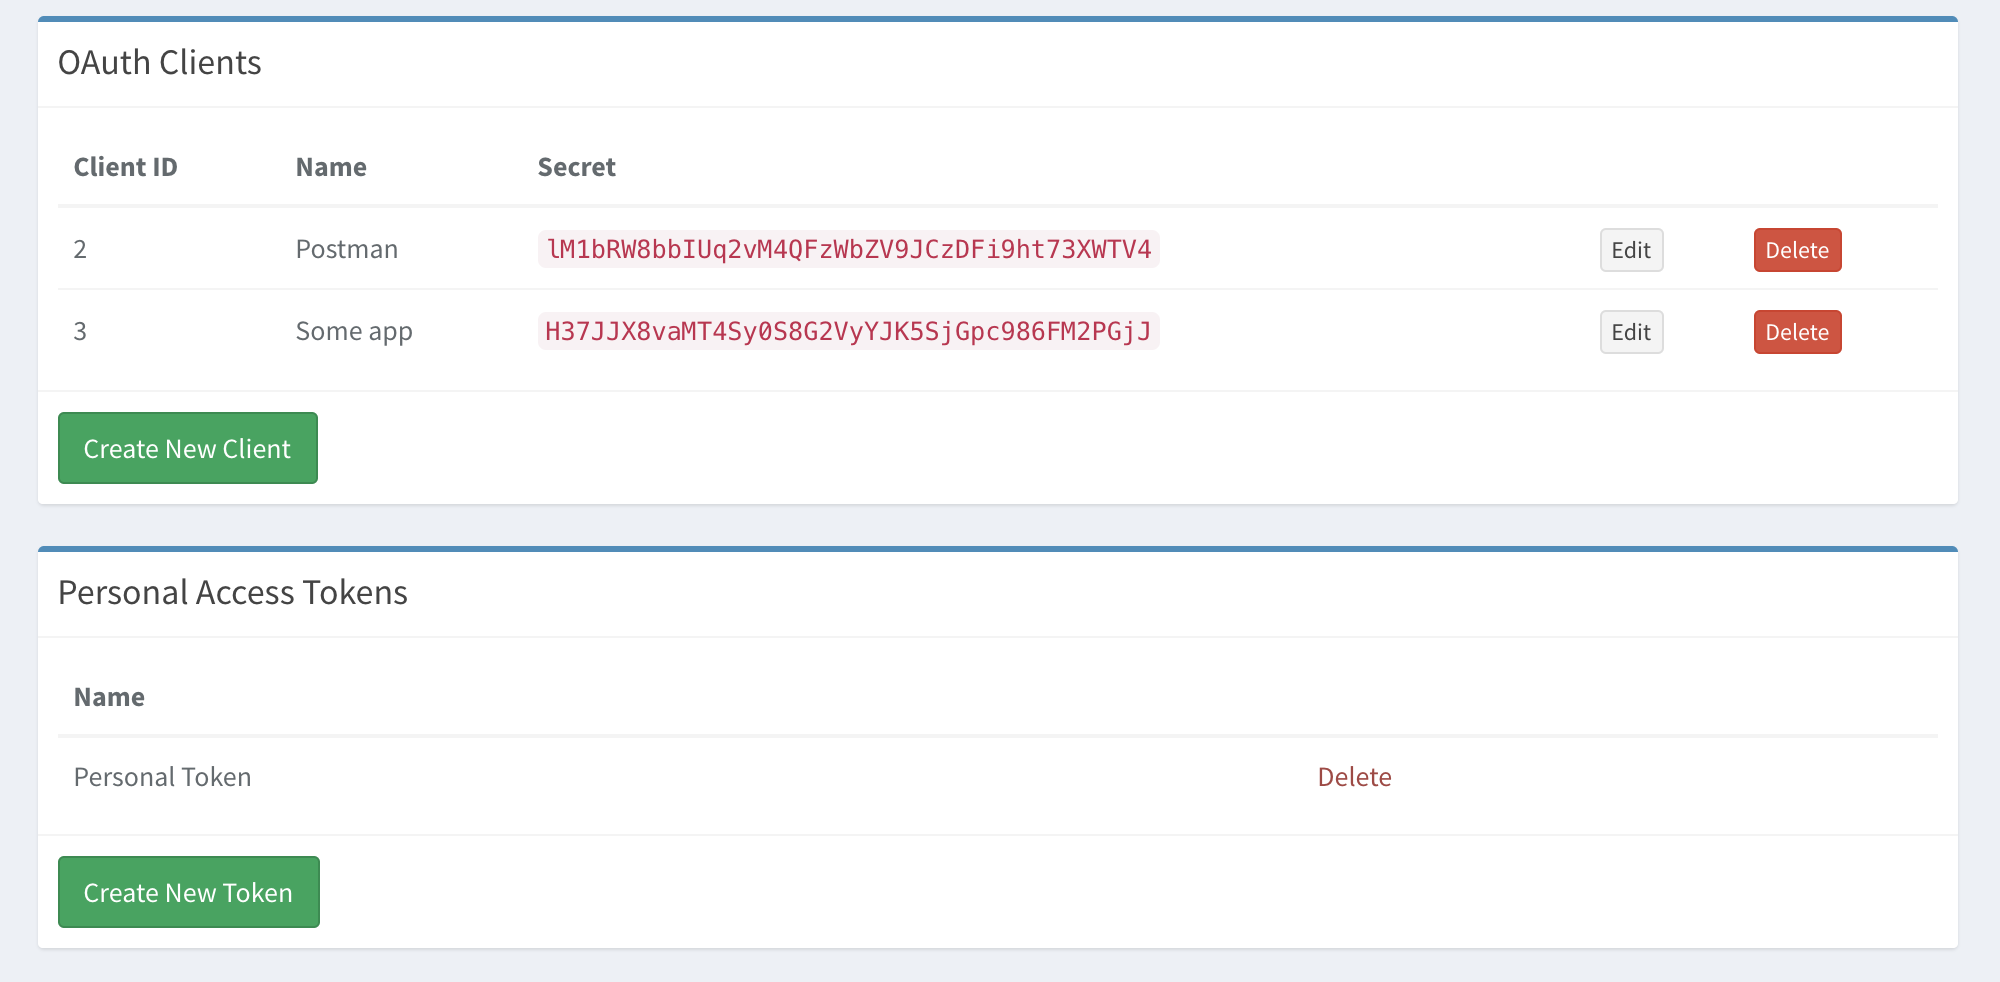 OAuth Clients
Client ID Name Secret
2 Postman lM1bRW8bbIUq2vM4QFzWbZV9JCzDFi9ht73XWTV4 Edit Delete
3 Some app H37JJX8vaMT4Sy0S8G2VyYJK5SjGpc986FM2PGjJ Edit Delete
Create New Client
Personal Access Tokens
Name
Personal Token Delete
Create New Token